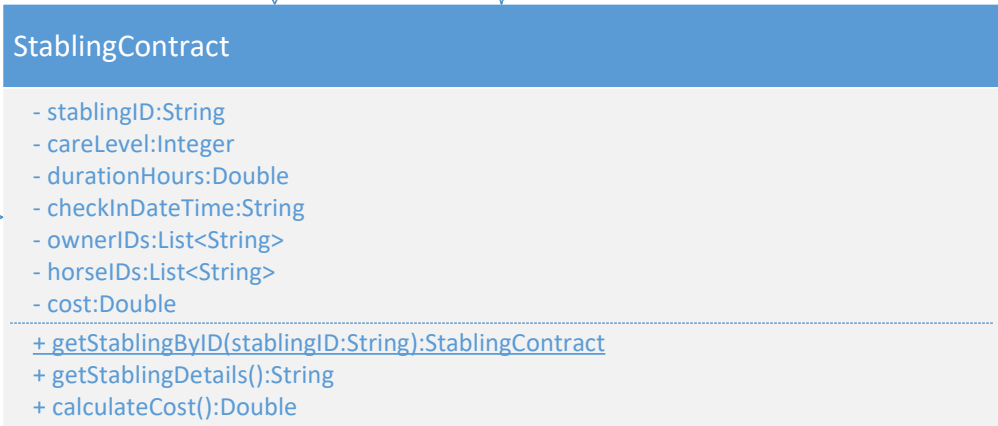 StablingContract
- stablingID:String
- careLevel:Integer
- durationHours:Double
- checkInDateTime:String
- ownerIDs:List<String>
- horseIDs:List<String>
- cost:Double
+ getStablingByID(stablingID:String):StablingContract
+ getStablingDetails():String
+ calculateCost():Double